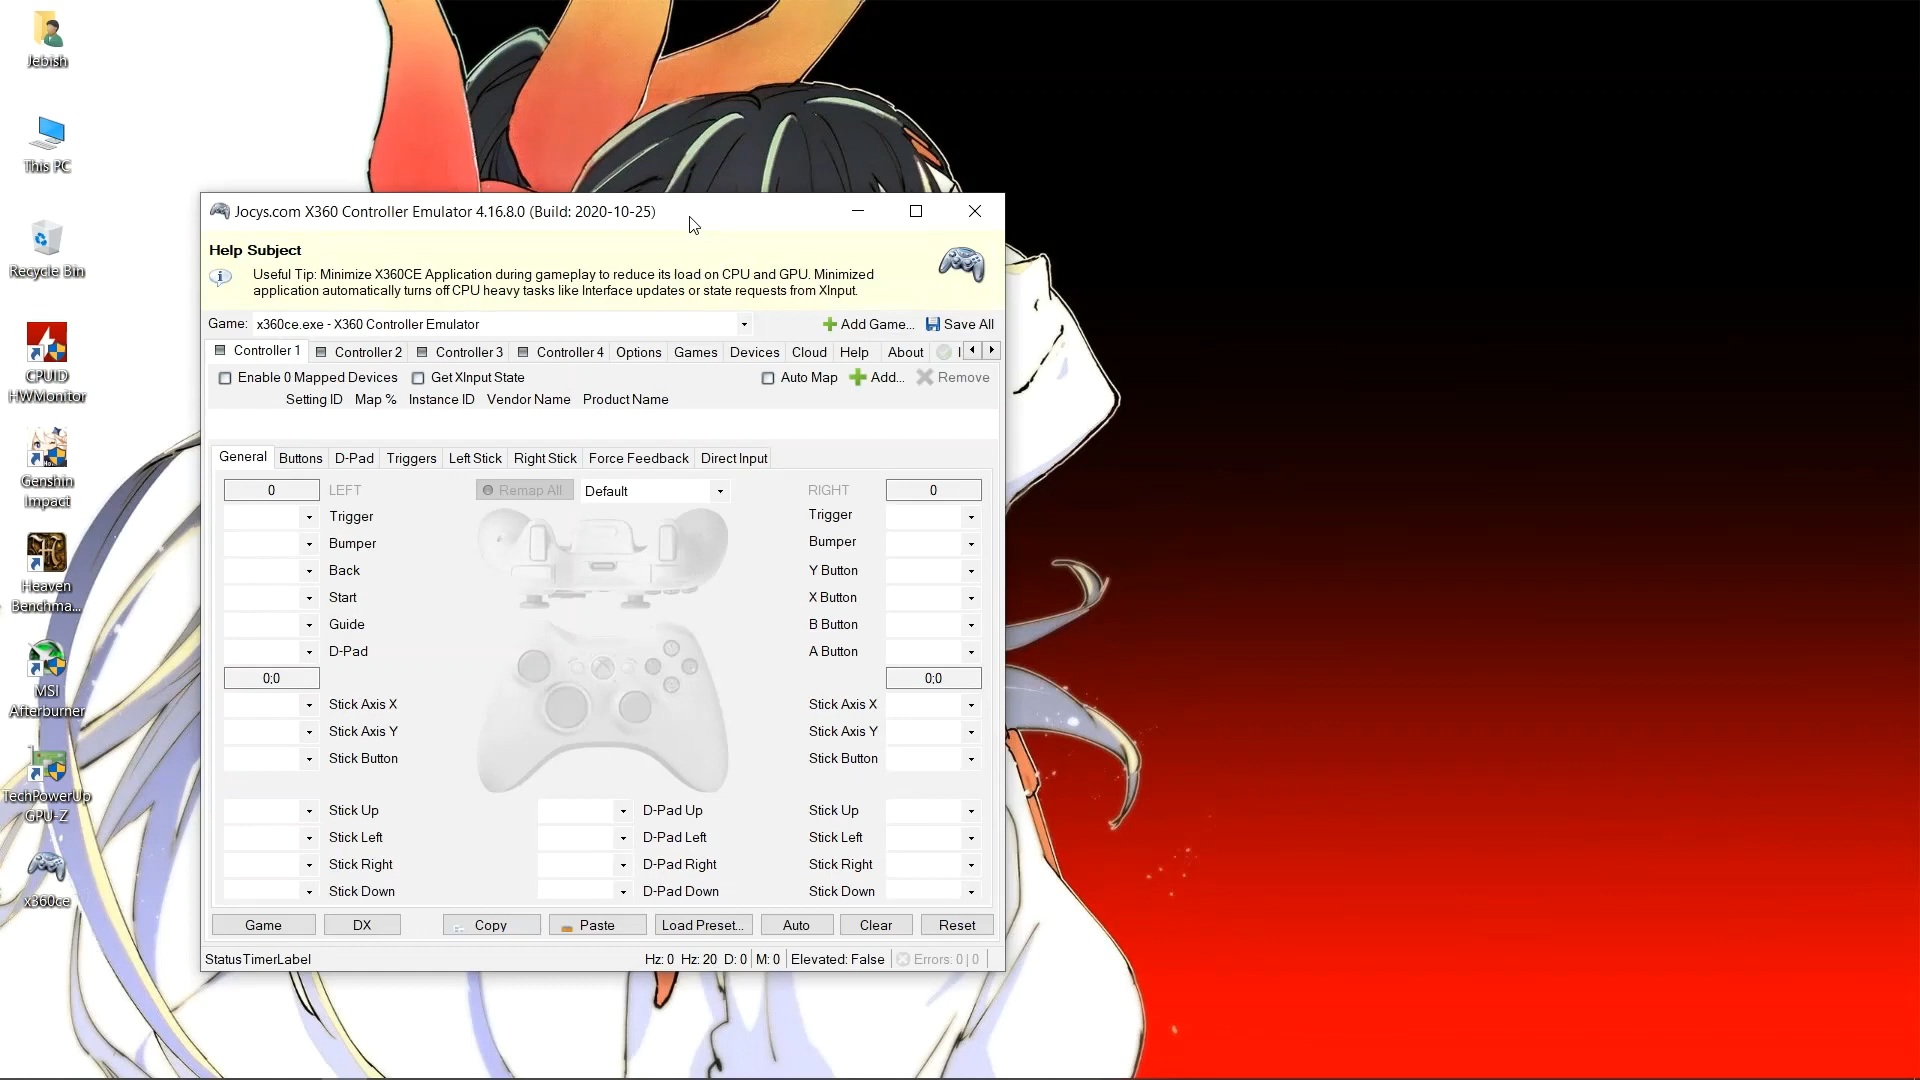 Jebish
This PC
Recycle Bin
CPUID
HWMonitor
Genshin
Impact
Heaven
Benchma...
MSI
Afterburner
TechPowerUp
GPU-Z
x360ce
Jocys.com X360 Controller Emulator 4.16.8.0 (Build: 2020-10-25)
Help Subject
Useful Tip: Minimize X360CE Application during gameplay to reduce its load on CPU and GPU. Minimized
application automatically turns off CPU heavy tasks like Interface updates or state requests from XInput.
Game: x360ce.exe - X360 Controller Emulator Add Game... Save All
Controller 1 Controller 2 Controller 3 Controller 4 Options Games Devices Cloud Help About I
Enable 0 Mapped Devices Get XInput State Auto Map Add... Remove
Setting ID Map % Instance ID Vendor Name Product Name
General Buttons D-Pad Triggers Left Stick Right Stick Force Feedback Direct Input
0 LEFT Remap All Default RIGHT 0
Trigger Trigger
Bumper Bumper
Back Y Button
Start X Button
Guide B Button
D-Pad A Button
0;0 0;0
Stick Axis X Stick Axis X
Stick Axis Y Stick Axis Y
Stick Button Stick Button
Stick Up D-Pad Up Stick Up
Stick Left D-Pad Left Stick Left
Stick Right D-Pad Right Stick Right
Stick Down D-Pad Down Stick Down
Game DX Copy Paste Load Preset... Auto Clear Reset
StatusTimerLabel Hz: 0 Hz: 20 D: 0 M: 0 Elevated: False Errors: 0 | 0